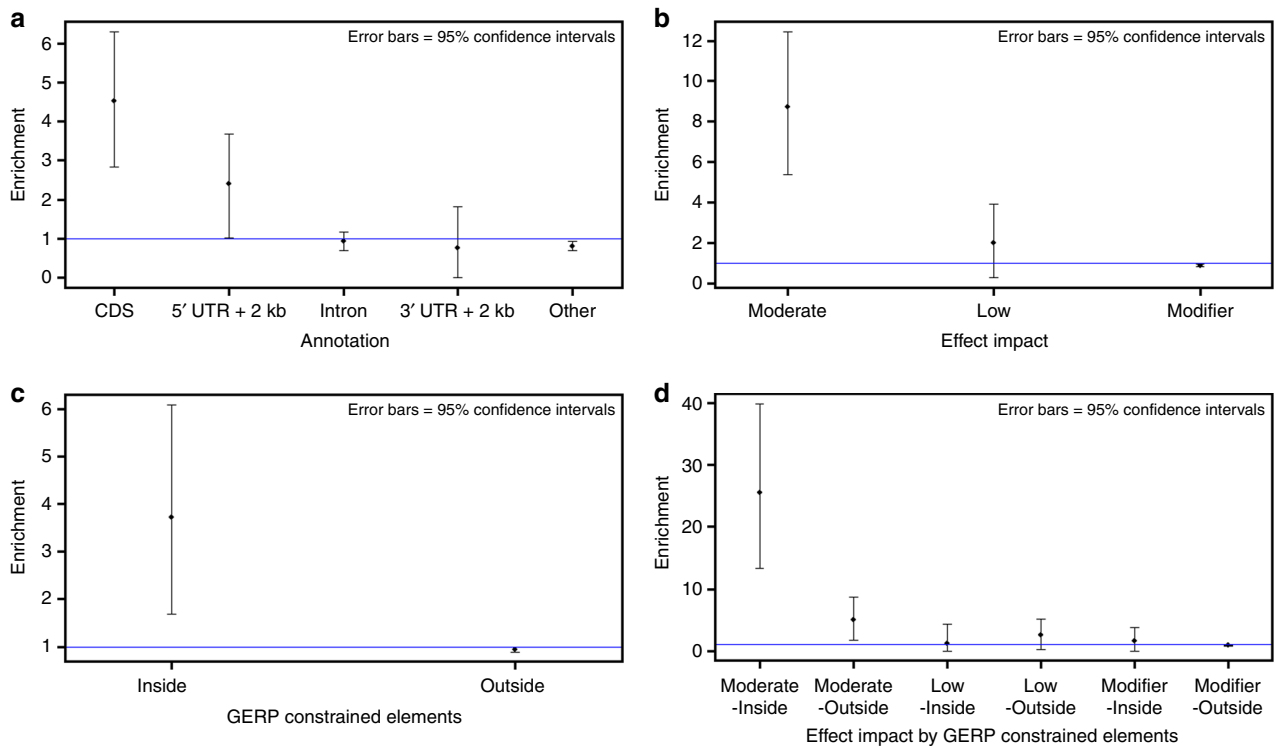 a
Error bars = 95% confidence intervals
Enrichment
6
5
4
3
2
1
0
CDS 5′ UTR + 2 kb Intron 3′ UTR + 2 kb Other
Annotation
b
Error bars = 95% confidence intervals
Enrichment
12
10
8
6
4
2
0
Moderate Low Modifier
Effect impact
c
Error bars = 95% confidence intervals
Enrichment
6
5
4
3
2
1
Inside Outside
GERP constrained elements
d
Error bars = 95% confidence intervals
Enrichment
40
30
20
10
0
Moderate Moderate Low Low Modifier Modifier
-Inside -Outside -Inside -Outside -Inside -Outside
Effect impact by GERP constrained elements